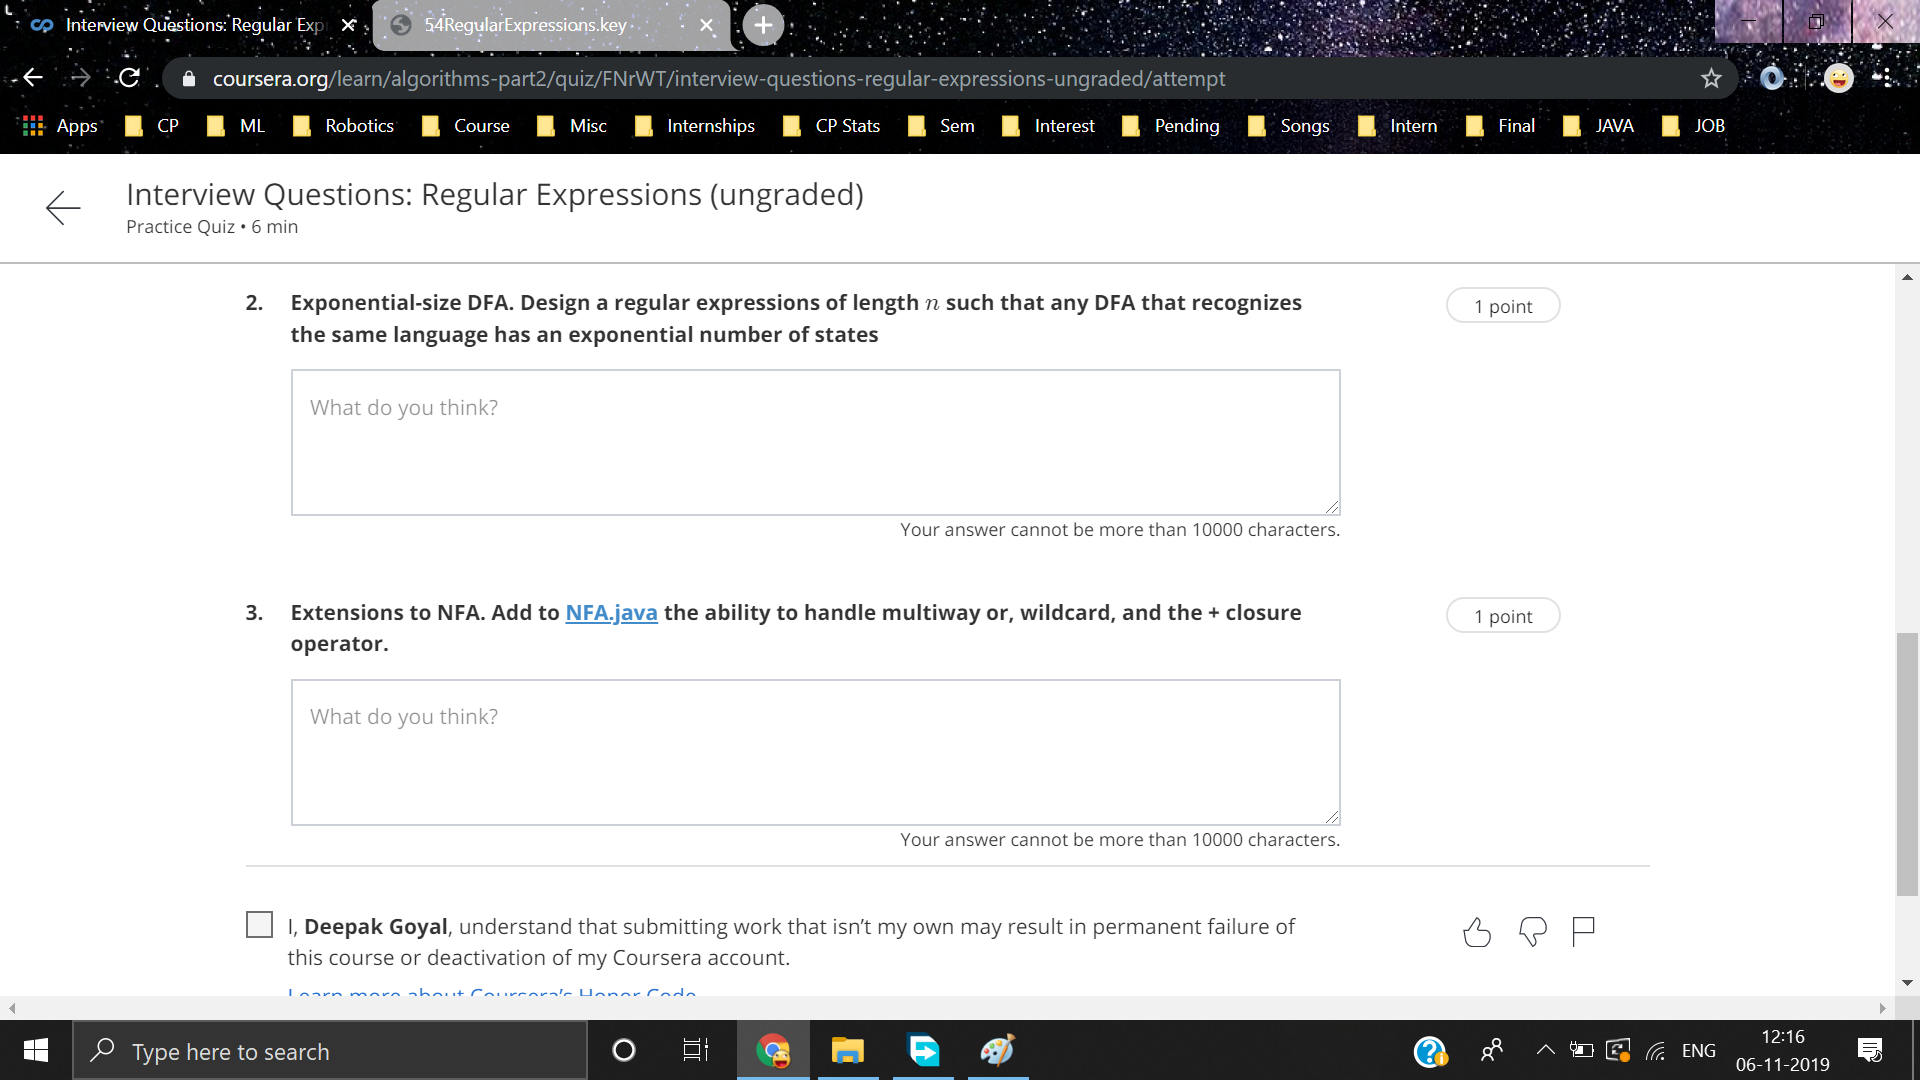 Interview Questions: Regular Exp
54RegularExpressions.key
coursera.org/learn/algorithms-part2/quiz/FNrWT/interview-questions-regular-expressions-ungraded/attempt
Apps CP ML Robotics Course Misc Internships CP Stats Sem Interest Pending Songs Intern Final JAVA JOB
Interview Questions: Regular Expressions (ungraded)
Practice Quiz • 6 min
2. Exponential-size DFA. Design a regular expressions of length n such that any DFA that recognizes
the same language has an exponential number of states
1 point
What do you think?
Your answer cannot be more than 10000 characters.
3. Extensions to NFA. Add to NFA.java the ability to handle multiway or, wildcard, and the + closure
operator.
1 point
What do you think?
Your answer cannot be more than 10000 characters.
I, Deepak Goyal, understand that submitting work that isn't my own may result in permanent failure of
this course or deactivation of my Coursera account.
Learn more about Coursera's Honor Code
Type here to search
ENG
12:16
06-11-2019